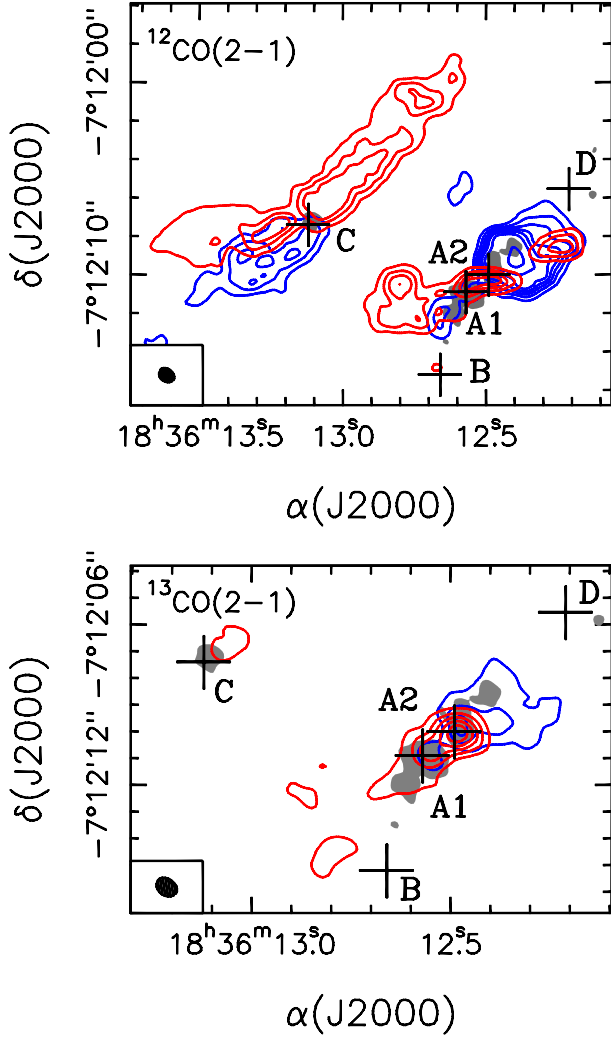 ¹²CO(2−1)
δ(J2000)
−7°12'00"
−7°12'10"
D
C
A2
A1
B
18ʰ36ᵐ13ˢ.5
13ˢ.0
12ˢ.5
α(J2000)
¹³CO(2−1)
δ(J2000)
−7°12'06"
−7°12'12"
D
C
A2
A1
B
18ʰ36ᵐ13ˢ.0
12ˢ.5
α(J2000)